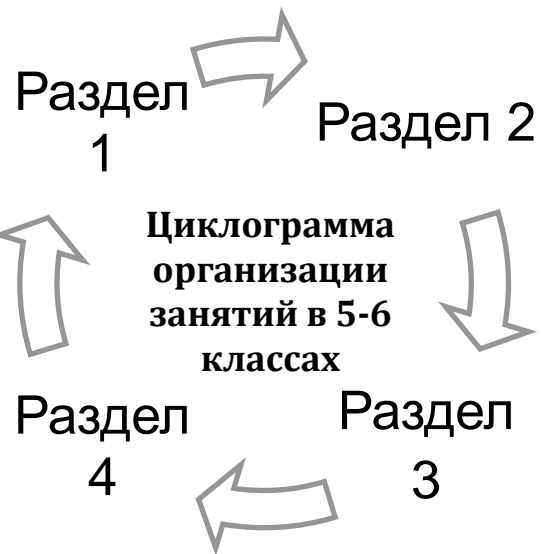 Раздел
1
Раздел 2
Циклограмма
организации
занятий в 5-6
классах
Раздел
3
Раздел
4